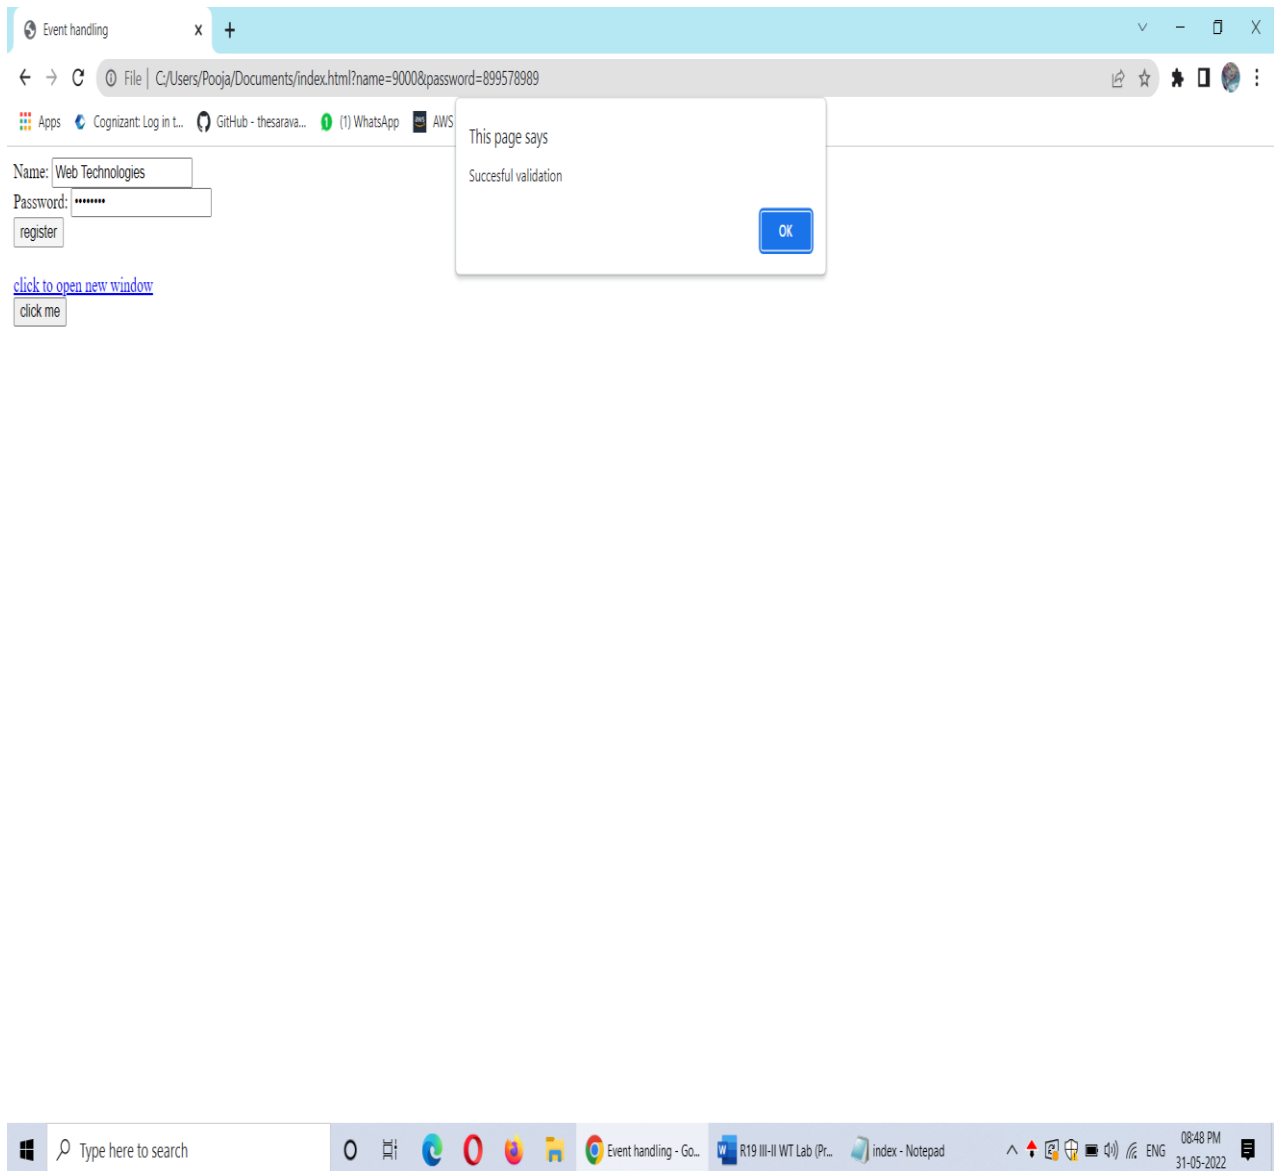 Event handling
File | C:/Users/Pooja/Documents/index.html?name=9000&password=899578989
Apps Cognizant: Log in t... GitHub - thesarava... (1) WhatsApp AWS
This page says
Succesful validation
OK
Name: Web Technologies
Password: ••••••••
register
click to open new window
click me
Type here to search
Event handling - Go... R19 III-II WT Lab (Pr... index - Notepad ENG 08:48 PM
31-05-2022